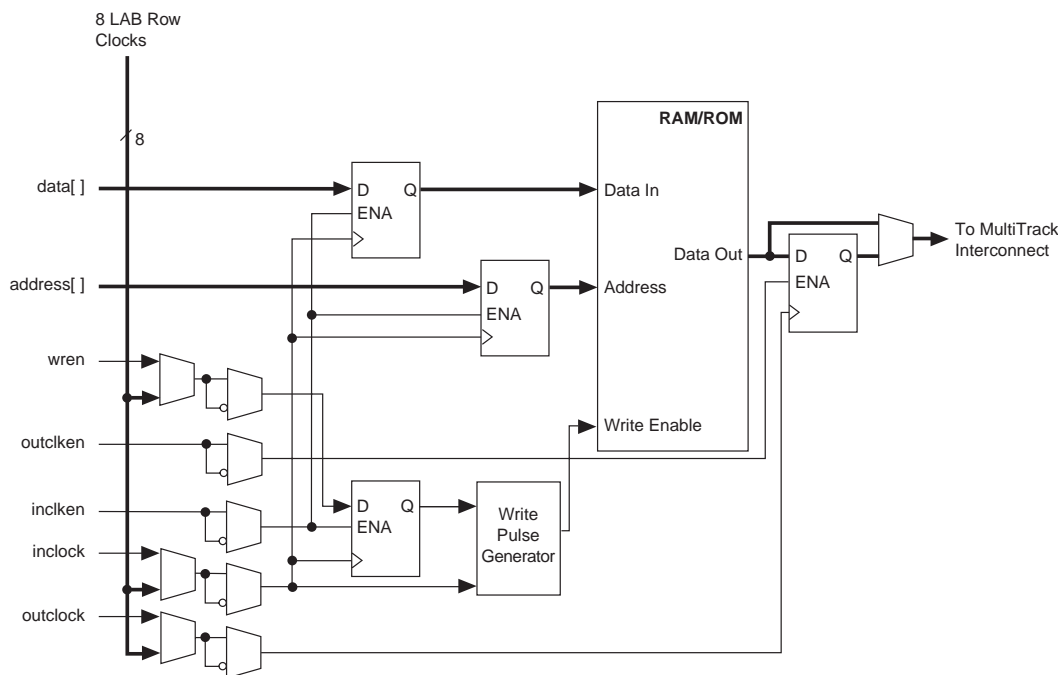 8 LAB Row
Clocks
8
RAM/ROM
data[ ]
D Q
ENA
Data In
Data Out
To MultiTrack
Interconnect
D Q
ENA
address[ ]
D Q
ENA
Address
wren
Write Enable
outclken
inclken
D Q
ENA
Write
Pulse
Generator
inclock
outclock